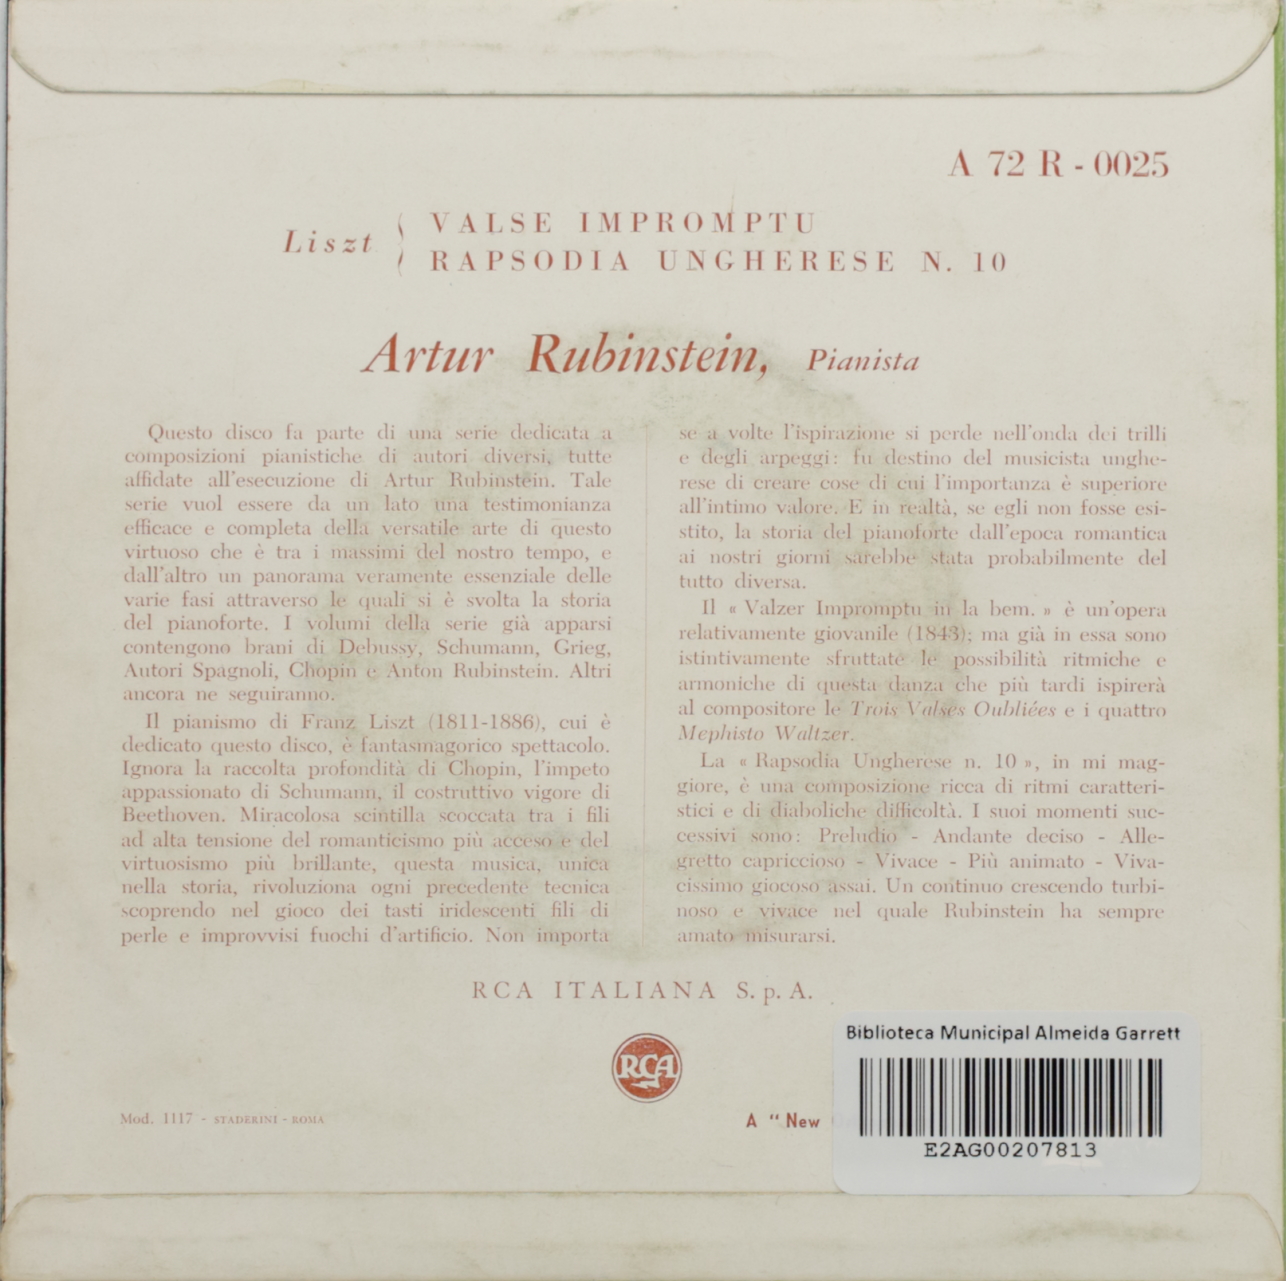 A 72 R - 0025
Liszt
VALSE IMPROMPTU
RAPSODIA UNGHERESE N. 10
Artur Rubinstein, Pianista
Questo disco fa parte di una serie dedicata a
composizioni pianistiche di autori diversi, tutte
affidate all'esecuzione di Artur Rubinstein. Tale
serie vuol essere da un lato una testimonianza
efficace e completa della versatile arte di questo
virtuoso che è tra i massimi del nostro tempo, e
dall'altro un panorama veramente essenziale delle
varie fasi attraverso le quali si è svolta la storia
del pianoforte. I volumi della serie già apparsi
contengono brani di Debussy, Schumann, Grieg,
Autori Spagnoli, Chopin e Anton Rubinstein. Altri
ancora ne seguiranno.
Il pianismo di Franz Liszt (1811-1886), cui è
dedicato questo disco, è fantasmagorico spettacolo.
Ignora la raccolta profondità di Chopin, l'impeto
appassionato di Schumann, il costruttivo vigore di
Beethoven. Miracolosa scintilla scoccata tra i fili
ad alta tensione del romanticismo più acceso e del
virtuosismo più brillante, questa musica, unica
nella storia, rivoluziona ogni precedente tecnica
scoprendo nel gioco dei tasti iridescenti fili di
perle e improvvisi fuochi d'artificio. Non importa
se a volte l'ispirazione si perde nell'onda dei trilli
e degli arpeggi: fu destino del musicista unghe-
rese di creare cose di cui l'importanza è superiore
all'intimo valore. E in realtà, se egli non fosse esi-
stito, la storia del pianoforte dall'epoca romantica
ai nostri giorni sarebbe stata probabilmente del
tutto diversa.
Il « Valzer Impromptu in la bem. » è un'opera
relativamente giovanile (1843); ma già in essa sono
istintivamente sfruttate le possibilità ritmiche e
armoniche di questa danza che più tardi ispirerà
al compositore le Trois Valses Oubliées e i quattro
Mephisto Waltzer.
La « Rapsodia Ungherese n. 10 », in mi mag-
giore, è una composizione ricca di ritmi caratteri-
stici e di diaboliche difficoltà. I suoi momenti suc-
cessivi sono: Preludio - Andante deciso - Alle-
gretto capriccioso - Vivace - Più animato - Viva-
cissimo giocoso assai. Un continuo crescendo turbi-
noso e vivace nel quale Rubinstein ha sempre
amato misurarsi.
RCA ITALIANA S. p. A.
RCA
Biblioteca Municipal Almeida Garrett
E2AG00207813
Mod. 1117 - STADERINI - ROMA
A " New